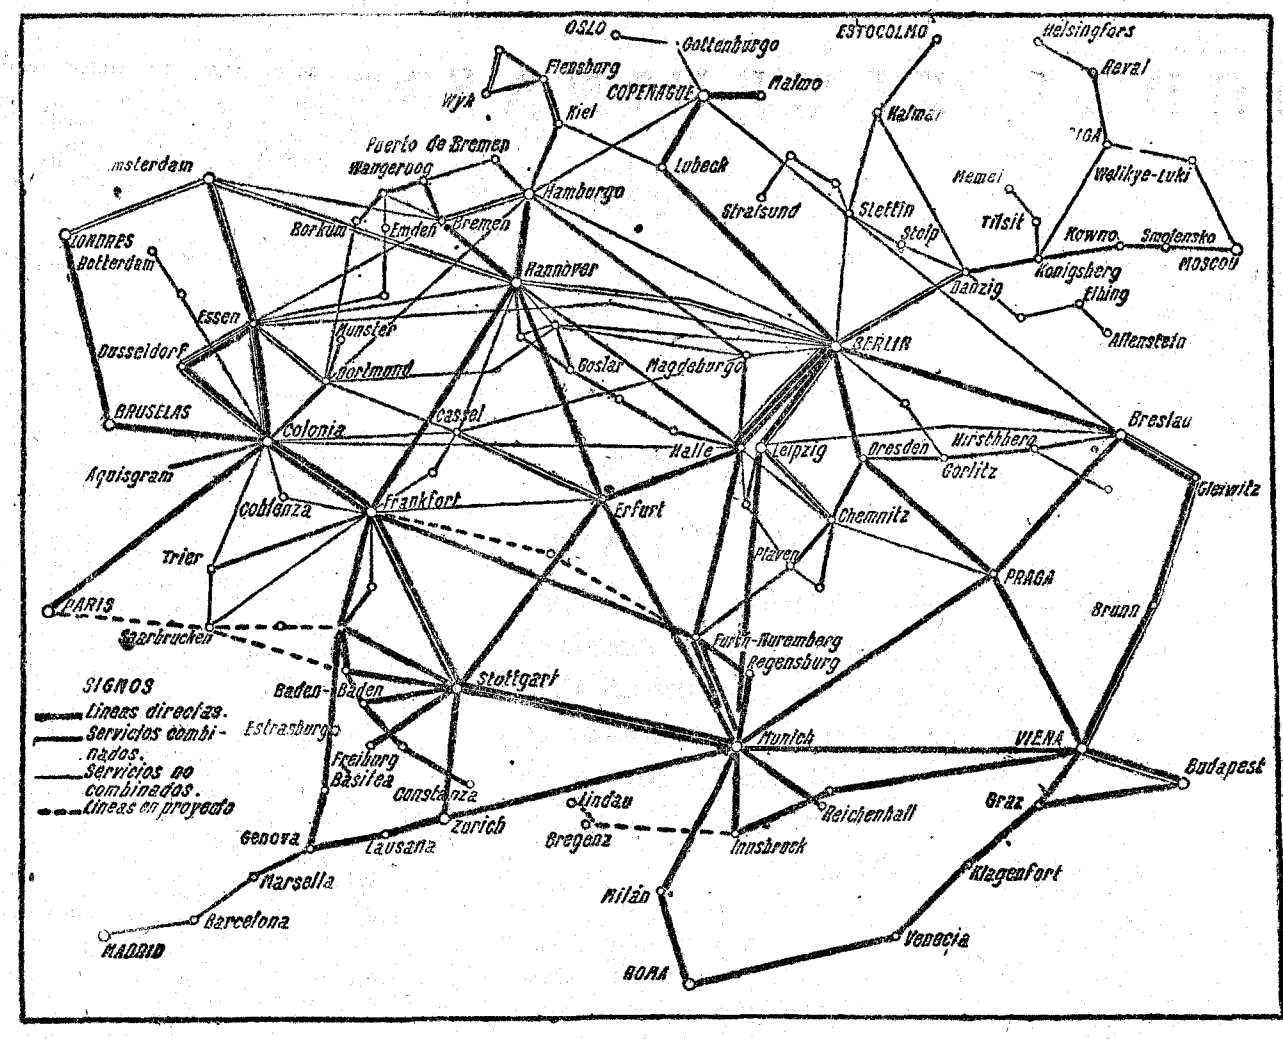 OSLO
Gottenburgo
ESTOCOLMO
Helsingfors
Flensburg
Reval
Wyk
COPENAGUE
Malmo
Kiel
Kalmar
IGA
Puerto de Bremen
Wangeroog
msterdam
Hamburgo
Lubeck
Memel
Welikye-Luki
Stralsund
Stettin
Tilsit
Borkum
Emden
Bremen
Stolp
Kowno
Smolensko
LONDRES
Rotterdam
Hannover
Konigsberg
MOSCOU
Danzig
Elbing
Essen
Munster
BERLIN
Allenstein
Dusseldorf
Dortmund
Goslar
Magdeburgo
BRUSELAS
Cassel
Breslau
Colonia
Halle
Leipzig
Dresden
Hirschberg
Gorlitz
Aquisgram
Gleiwitz
Coblenza
Frankfort
Erfurt
Chemnitz
Trier
Plaven
PRAGA
PARIS
Brunn
Saarbrucken
Furth-Nuremberg
Regensburg
SIGNOS
Lineas directas.
Servicios combi-
nados.
Servicios no
combinados.
Lineas en proyecto
Baden-Baden
Stuttgart
Estrasburgo
Munich
VIENA
Freiburg
Basilea
Budapest
Constanza
Lindau
Reichenhall
Graz
Genova
Zurich
Lausana
Bregenz
Innsbrock
Marsella
Milán
Klagenfort
Barcelona
MADRID
Venecia
ROMA